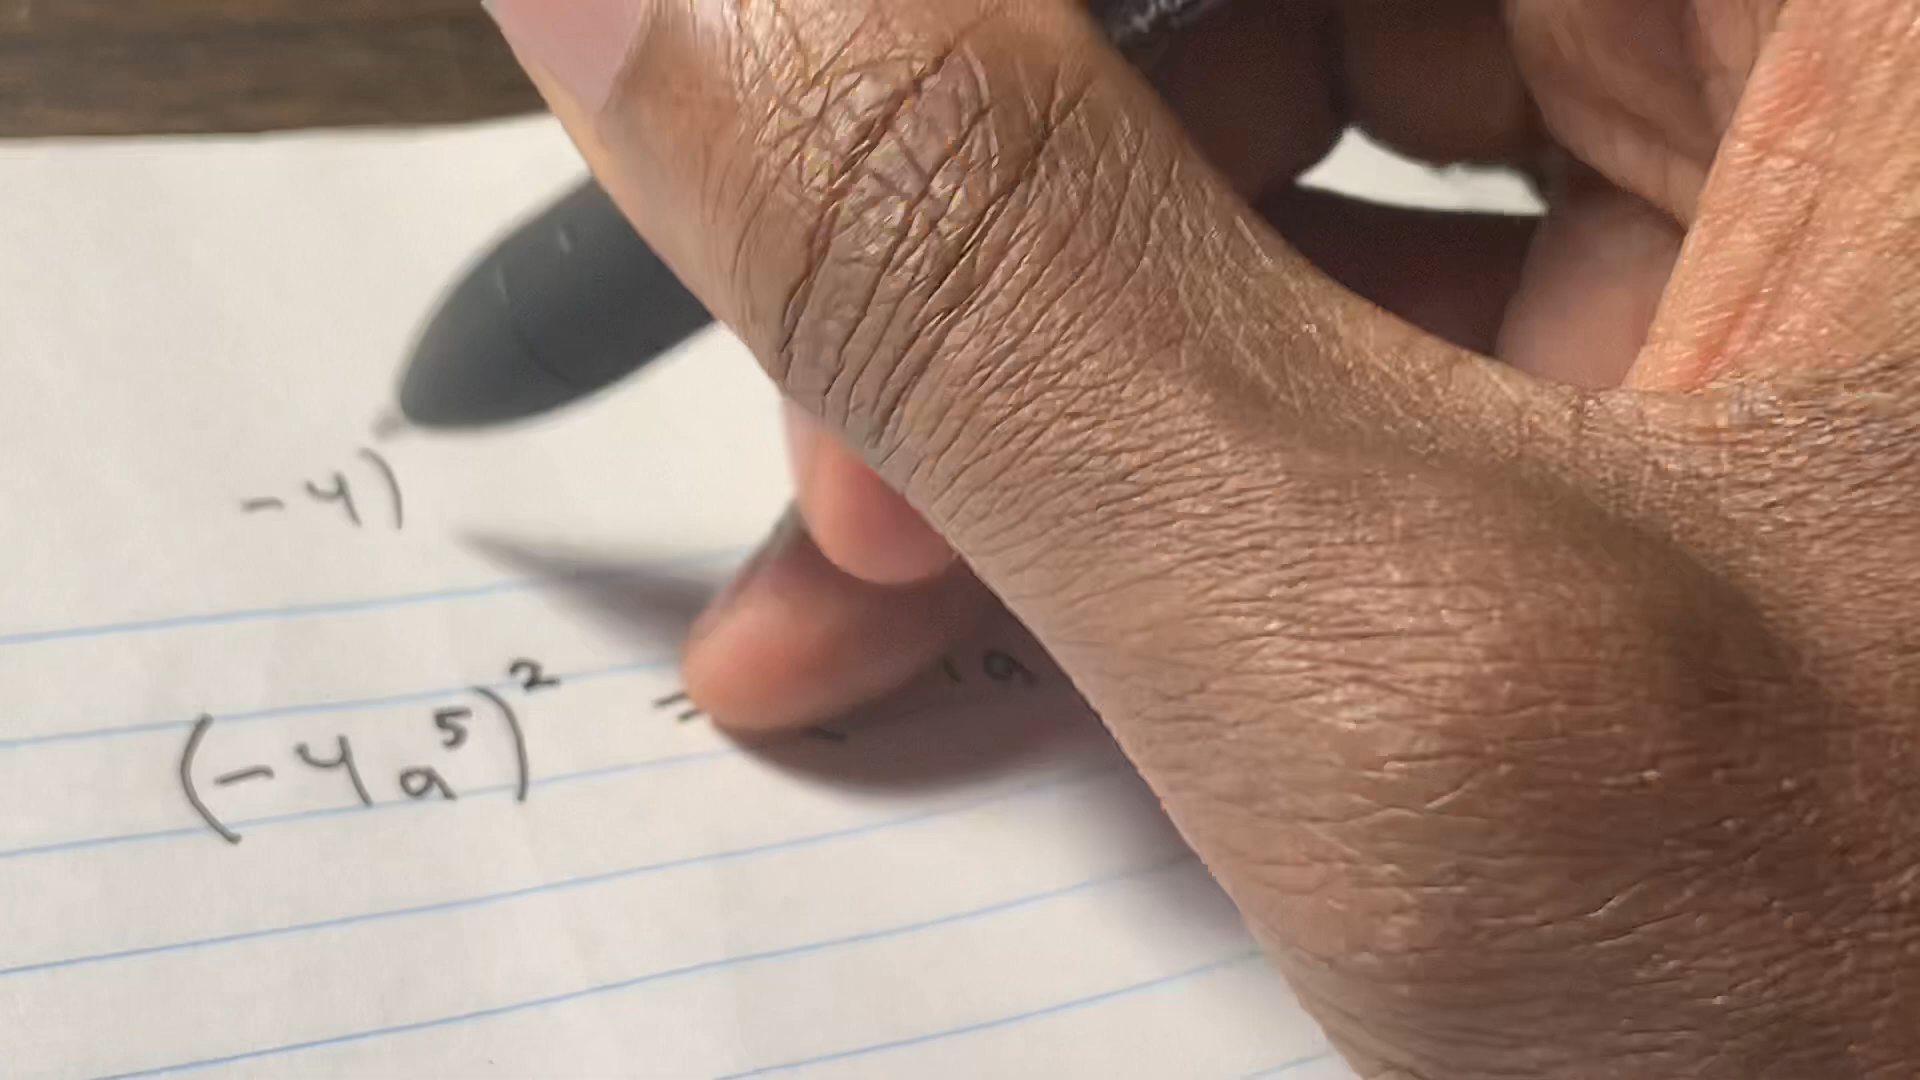 -4)
(-4a⁵)² =